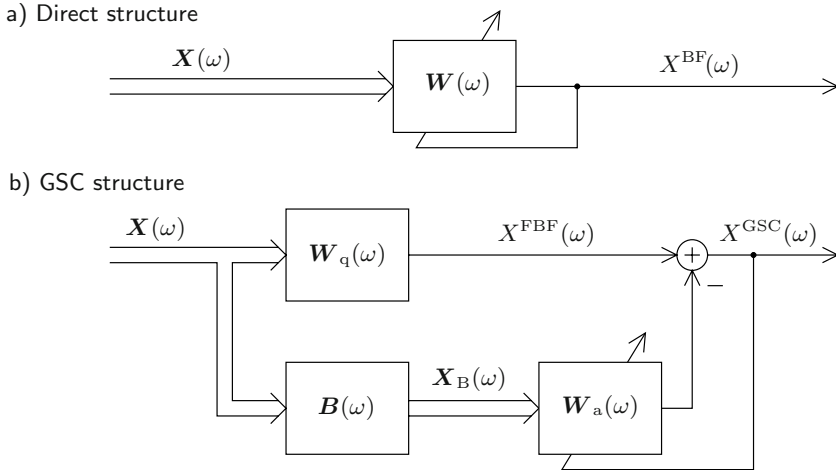 a) Direct structure
X(ω)
W(ω)
X^BF(ω)
b) GSC structure
X(ω)
W_q(ω)
X^FBF(ω)
+
X^GSC(ω)
−
B(ω)
X_B(ω)
W_a(ω)